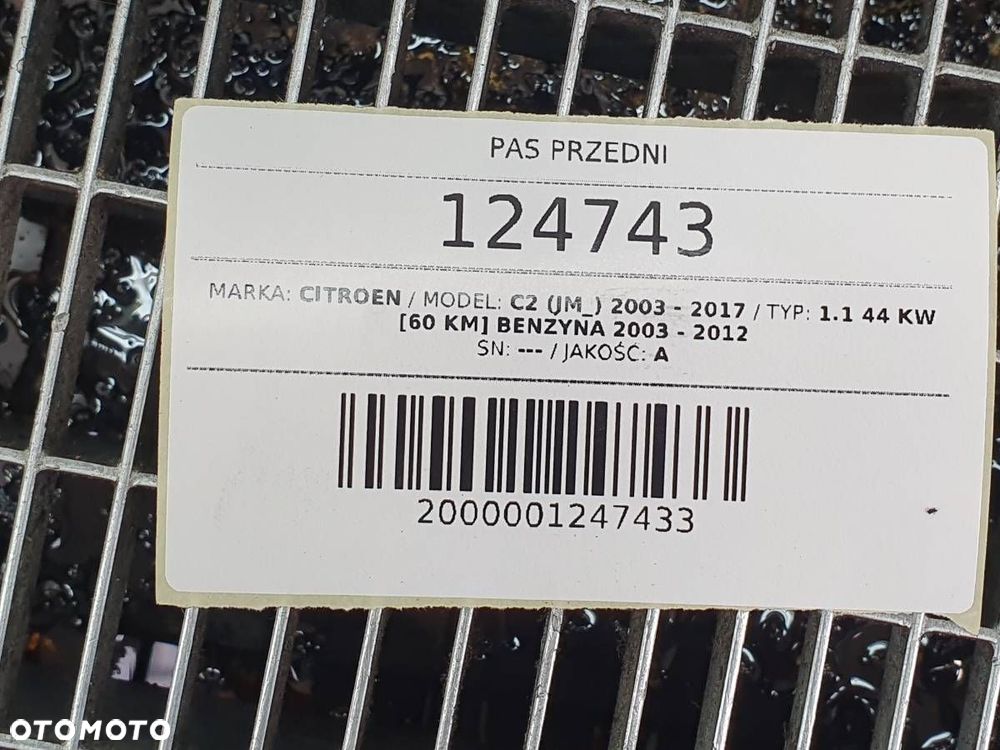 PAS PRZEDNI
124743
MARKA: CITROEN / MODEL: C2 (JM_) 2003 - 2017 / TYP: 1.1 44 KW
[60 KM] BENZYNA 2003 - 2012
SN: --- / JAKOŚĆ: A
2000001247433
OTOMOTO